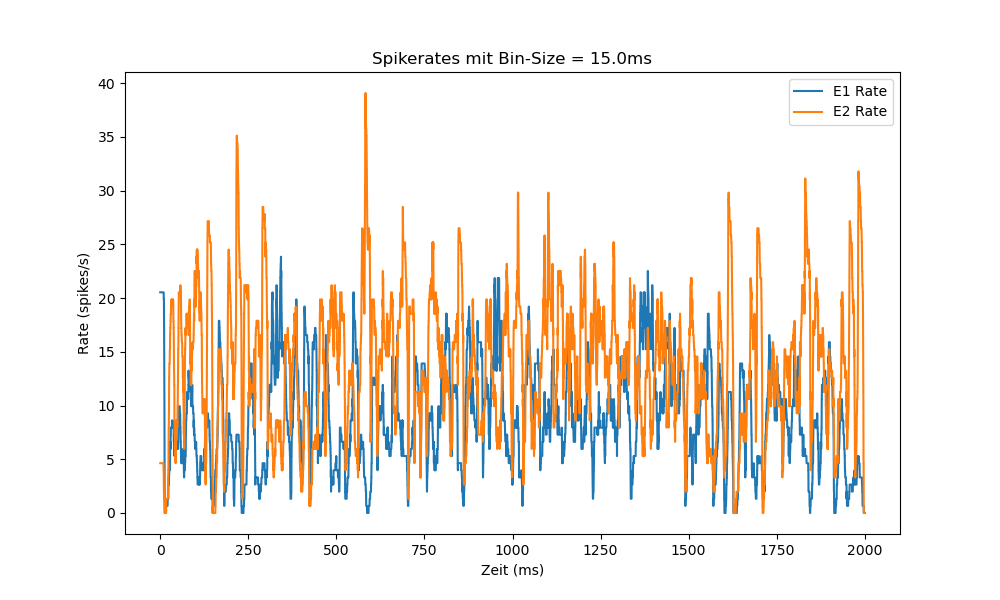 Spikerates mit Bin-Size = 15.0ms
E1 Rate
E2 Rate
40
35
30
25
20
15
10
5
0
Rate (spikes/s)
0 250 500 750 1000 1250 1500 1750 2000
Zeit (ms)